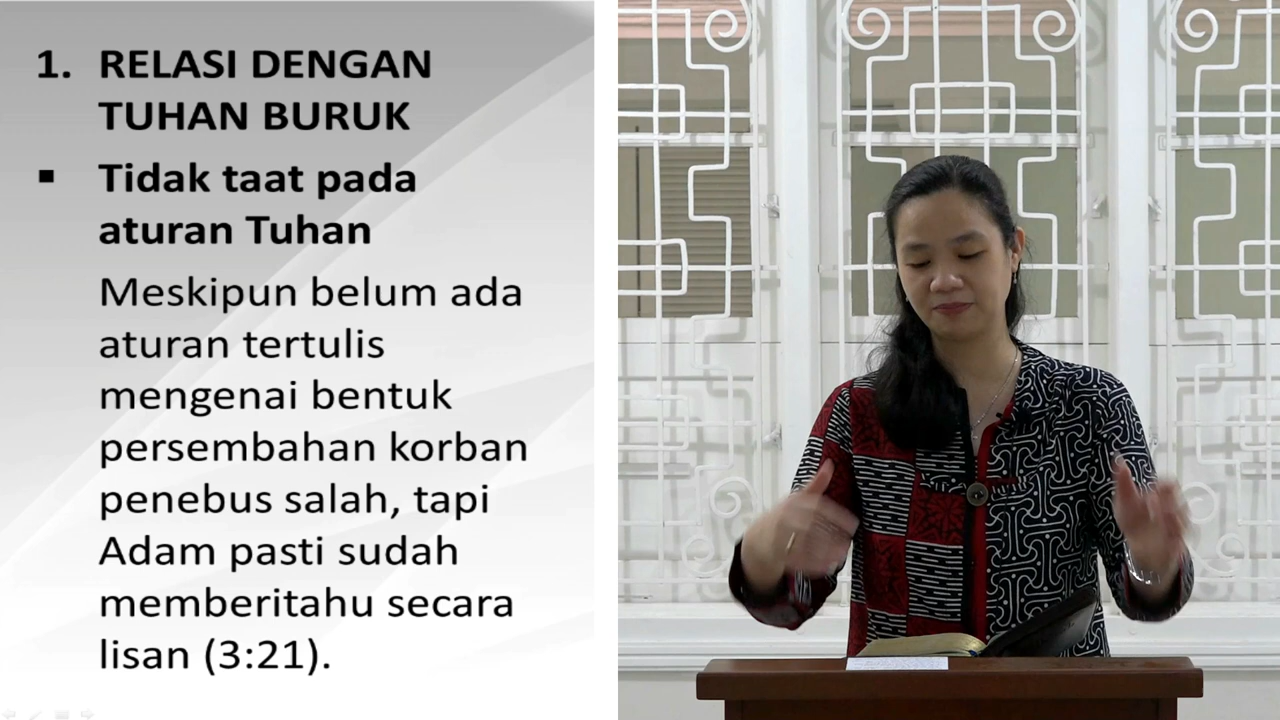 1. RELASI DENGAN
TUHAN BURUK
▪ Tidak taat pada
aturan Tuhan
Meskipun belum ada
aturan tertulis
mengenai bentuk
persembahan korban
penebus salah, tapi
Adam pasti sudah
memberitahu secara
lisan (3:21).